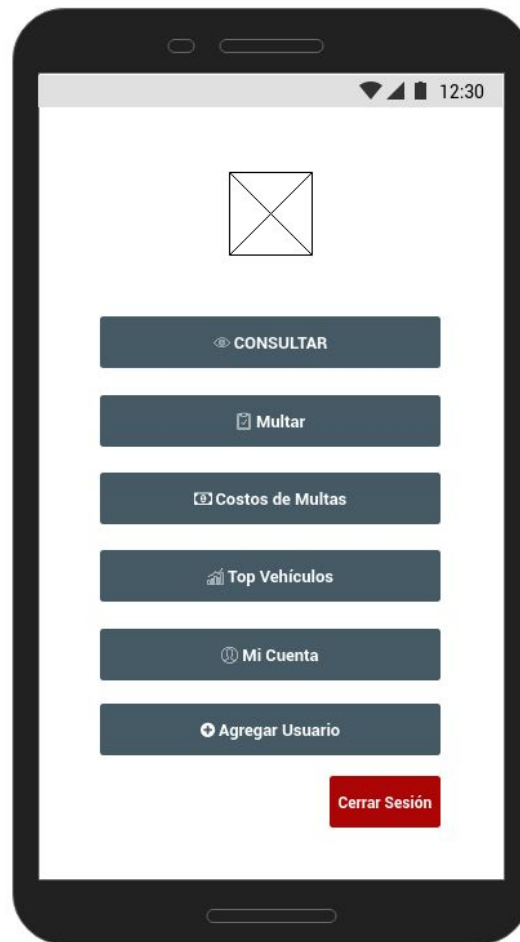 12:30
CONSULTAR
Multar
Costos de Multas
Top Vehículos
Mi Cuenta
Agregar Usuario
Cerrar Sesión